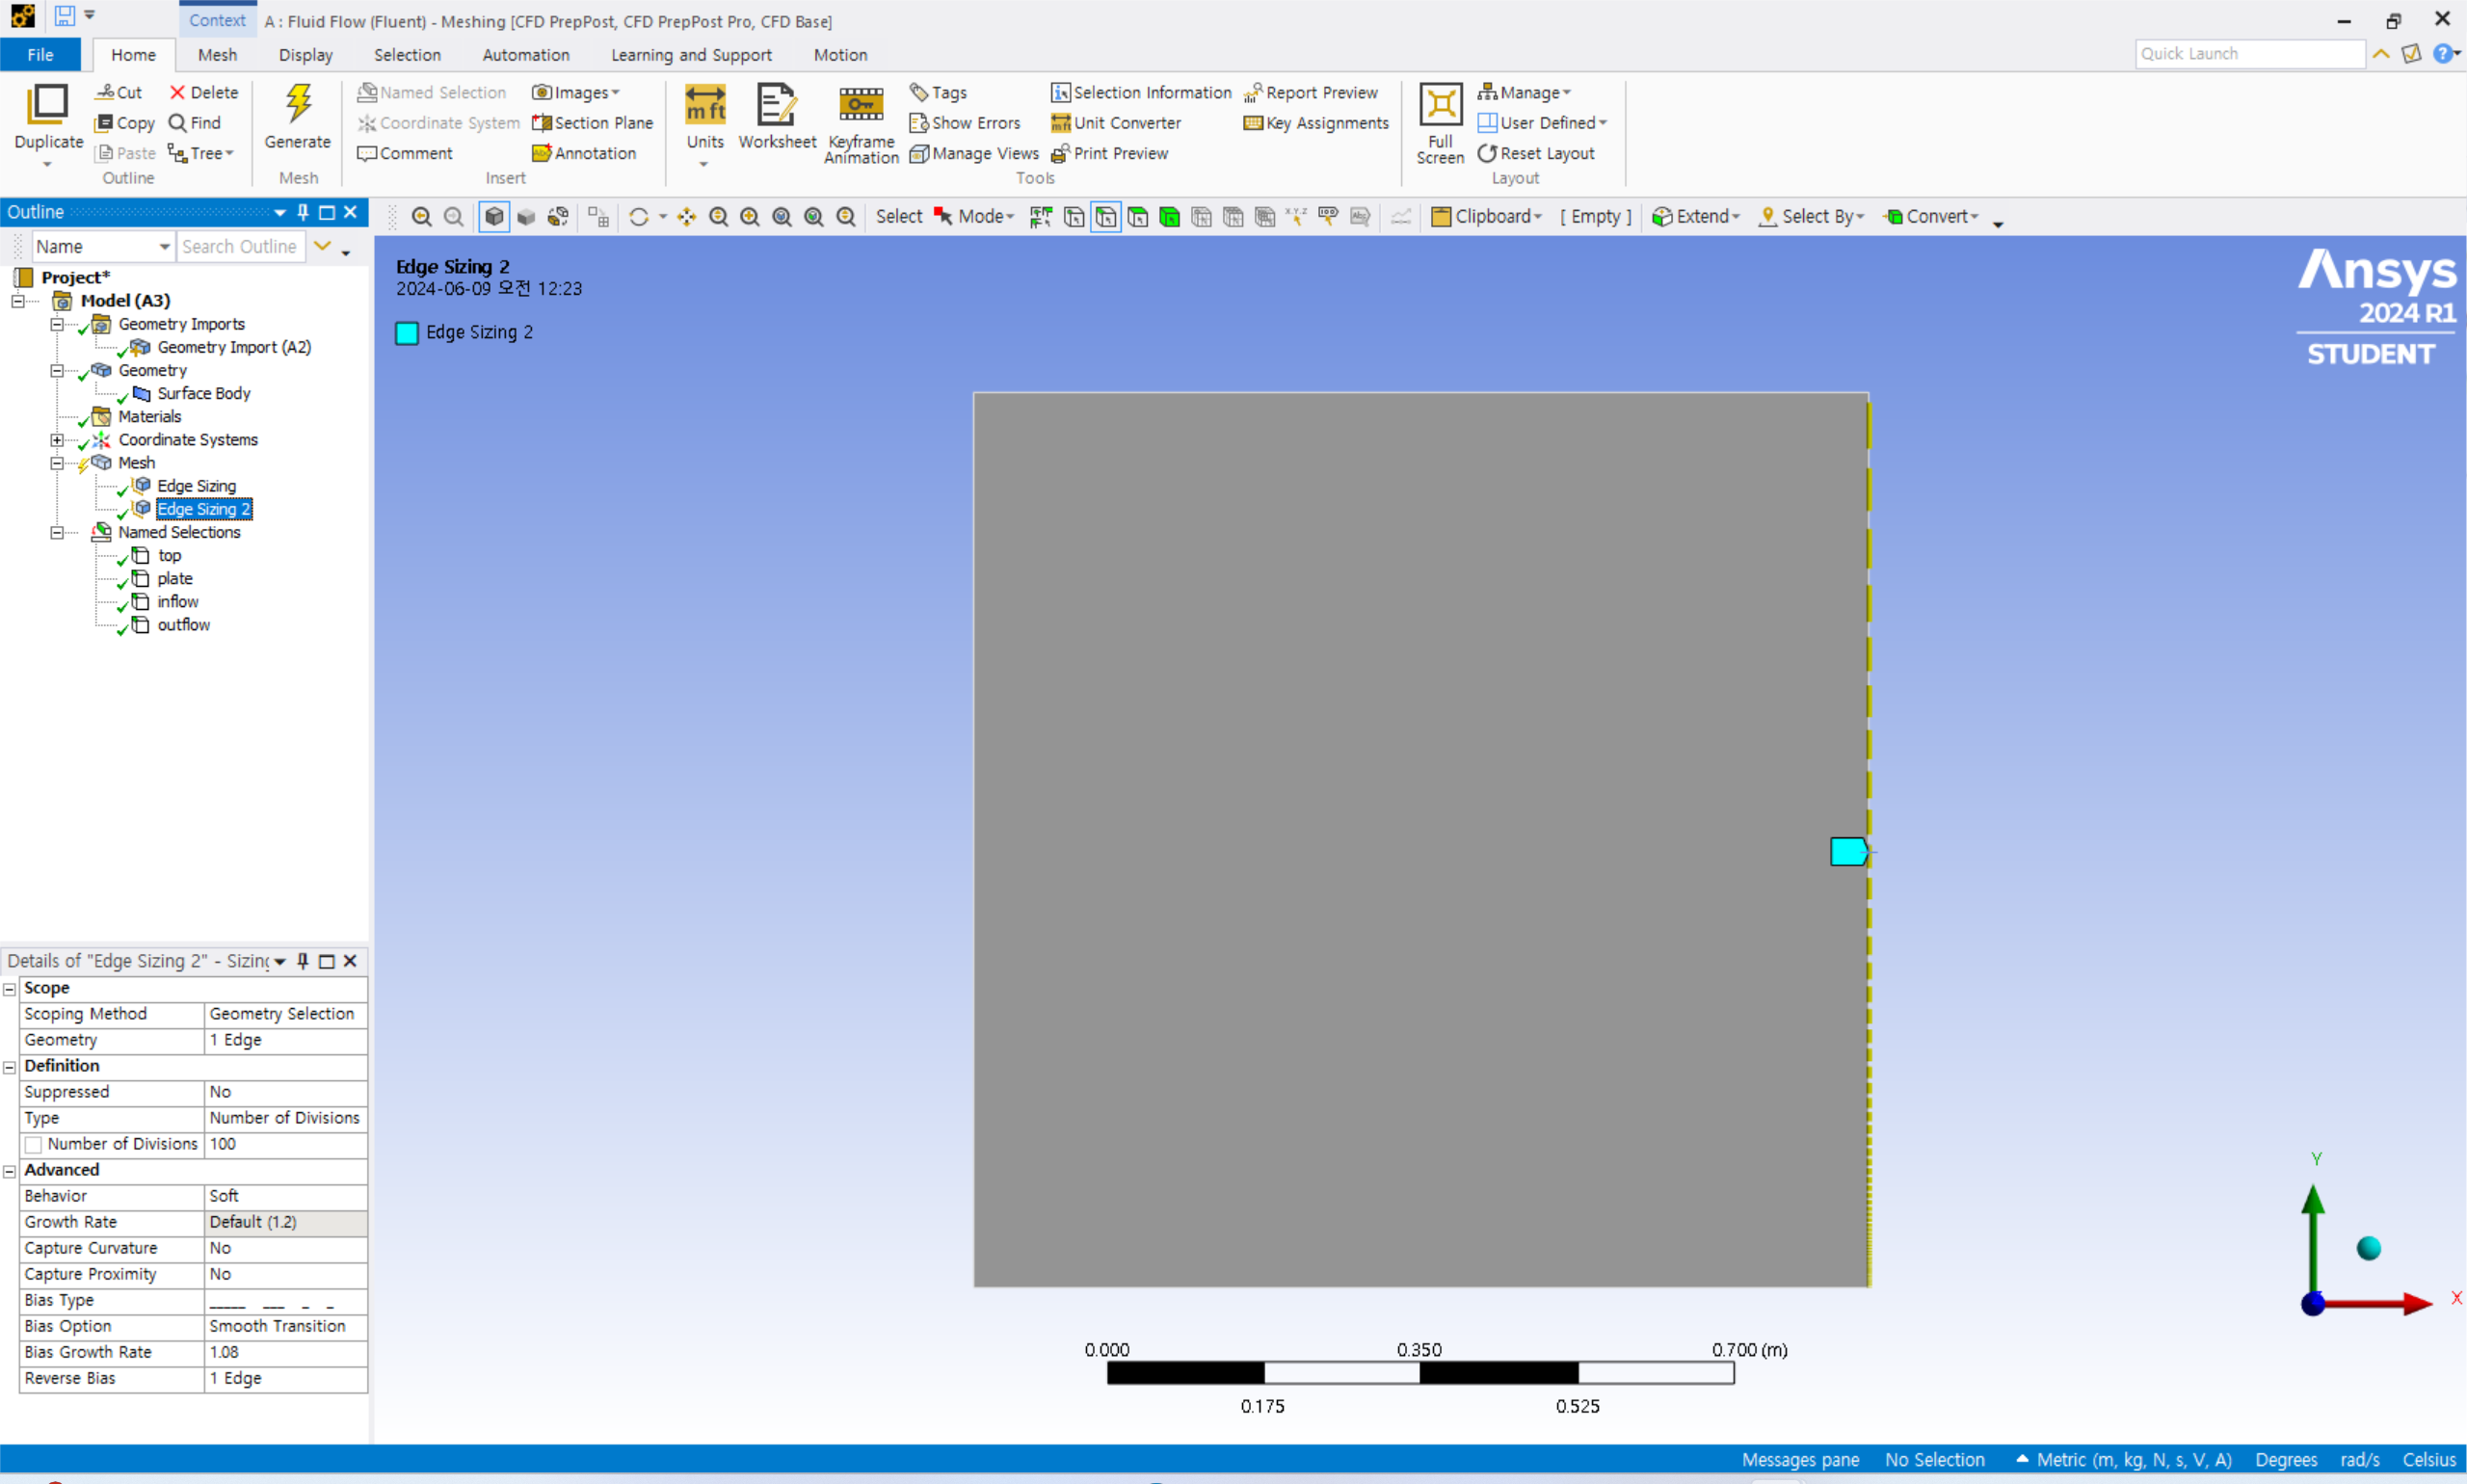 Context A : Fluid Flow (Fluent) - Meshing [CFD PrepPost, CFD PrepPost Pro, CFD Base]
File Home Mesh Display Selection Automation Learning and Support Motion Quick Launch
Duplicate Cut Delete Copy Find Paste Tree Outline
Generate Mesh
Named Selection Images
Coordinate System Section Plane
Comment Annotation
Insert
m ft Units Worksheet Keyframe Animation
Tags Selection Information Report Preview
Show Errors Unit Converter Key Assignments
Manage Views Print Preview
Tools
Full Screen Manage
User Defined
Reset Layout
Layout
Outline
Select Mode Clipboard [ Empty ] Extend Select By Convert
Name Search Outline
Project*
Model (A3)
Geometry Imports
Geometry Import (A2)
Geometry
Surface Body
Materials
Coordinate Systems
Mesh
Edge Sizing
Edge Sizing 2
Named Selections
top
plate
inflow
outflow
Edge Sizing 2
2024-06-09 오전 12:23
Edge Sizing 2
Ansys
2024 R1
STUDENT
Details of "Edge Sizing 2" - Sizing
Scope
Scoping Method Geometry Selection
Geometry 1 Edge
Definition
Suppressed No
Type Number of Divisions
Number of Divisions 100
Advanced
Behavior Soft
Growth Rate Default (1.2)
Capture Curvature No
Capture Proximity No
Bias Type _____ ___ _ _
Bias Option Smooth Transition
Bias Growth Rate 1.08
Reverse Bias 1 Edge
Y
X
0.000 0.350 0.700 (m)
0.175 0.525
Messages pane No Selection Metric (m, kg, N, s, V, A) Degrees rad/s Celsius